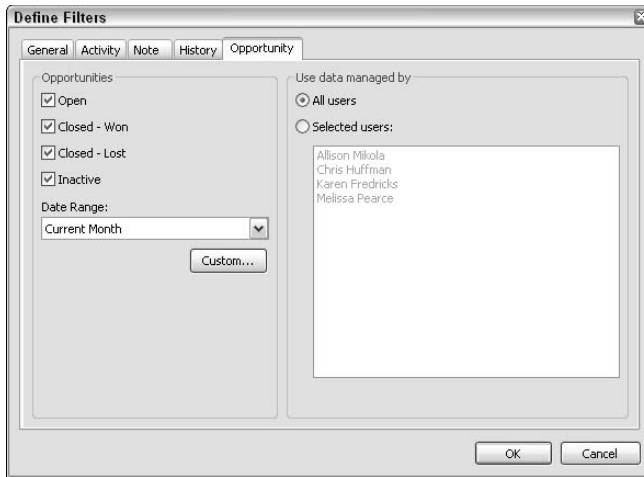 Define Filters
General Activity Note History Opportunity
Opportunities
Open
Closed - Won
Closed - Lost
Inactive
Date Range:
Current Month
Custom...
Use data managed by
All users
Selected users:
Allison Mikola
Chris Huffman
Karen Fredricks
Melissa Pearce
OK Cancel